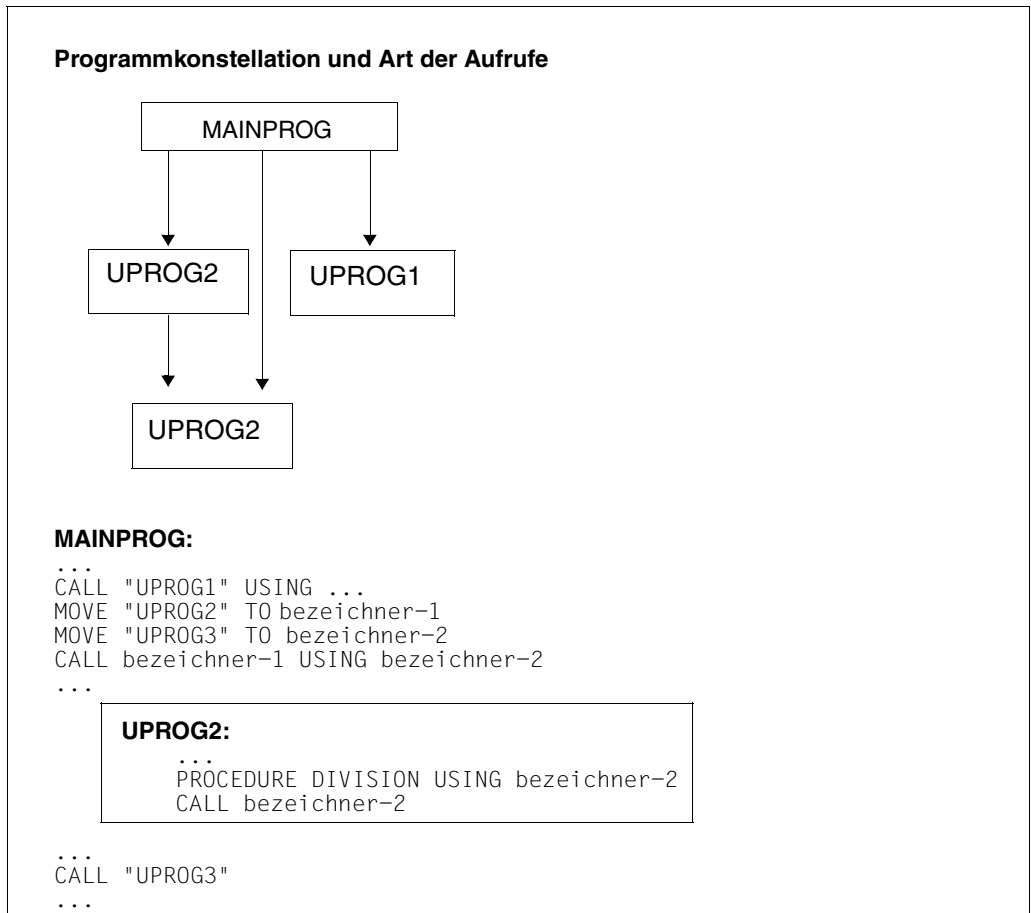 Programmkonstellation und Art der Aufrufe
MAINPROG
UPROG2
UPROG1
UPROG2
MAINPROG:
...
CALL "UPROG1" USING ...
MOVE "UPROG2" TO bezeichner-1
MOVE "UPROG3" TO bezeichner-2
CALL bezeichner-1 USING bezeichner-2
...
UPROG2:
...
PROCEDURE DIVISION USING bezeichner-2
CALL bezeichner-2
...
CALL "UPROG3"
...